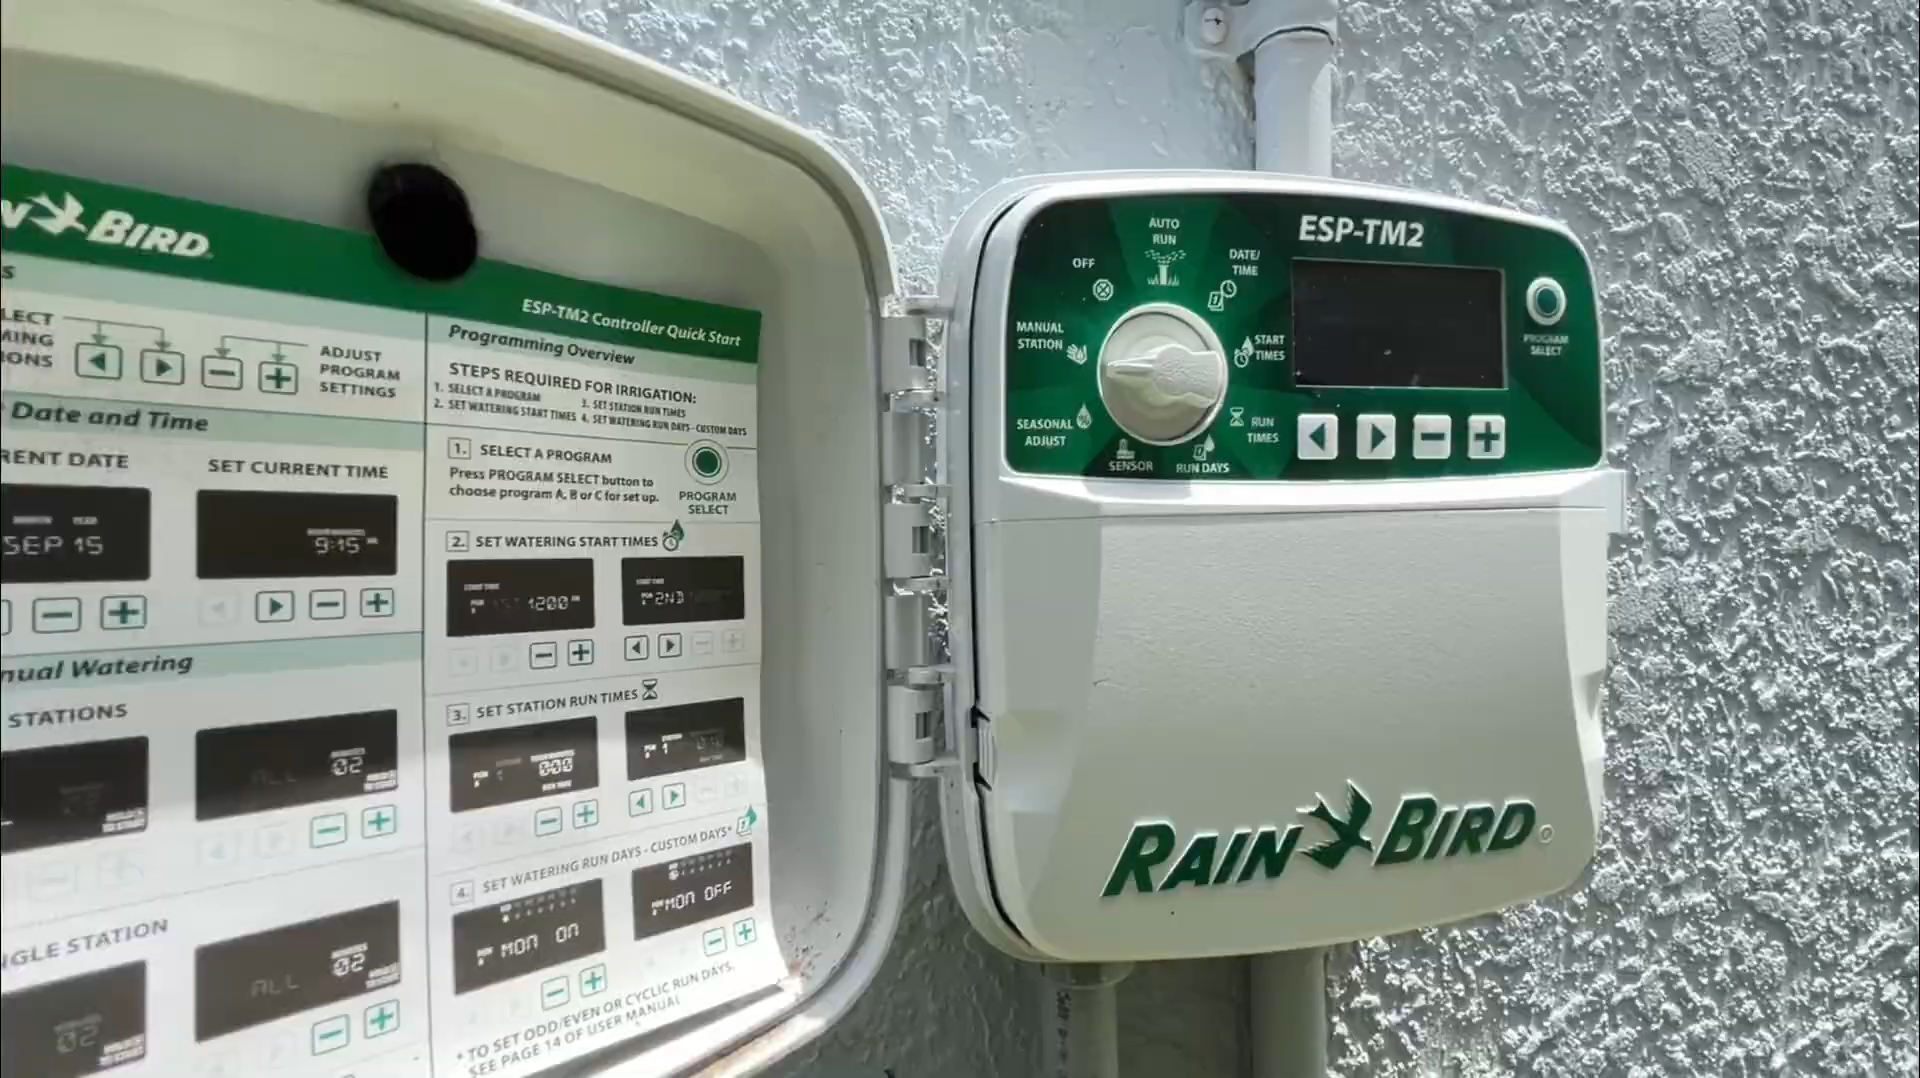 BIRD
ESP-TM2 Controller Quick Start
ADJUST
PROGRAM
SETTINGS
Date and Time
DATE
SET CURRENT TIME
SEP 15
9:15
Watering
STATIONS
ALL 02
STATION
ALL 02
02
Programming Overview
STEPS REQUIRED FOR IRRIGATION:
1. SELECT A PROGRAM 3. SET STATION RUN TIMES
2. SET WATERING START TIMES 4. SET WATERING RUN DAYS - CUSTOM DAYS
1. SELECT A PROGRAM
Press PROGRAM SELECT button to
choose program A, B or C for set up.
PROGRAM
SELECT
2. SET WATERING START TIMES
1200
2ND
3. SET STATION RUN TIMES
000
1
4. SET WATERING RUN DAYS - CUSTOM DAYS*
MON ON
MON OFF
* TO SET ODD/EVEN OR CYCLIC RUN DAYS,
SEE PAGE 14 OF USER MANUAL
ESP-TM2
AUTO
RUN
OFF
DATE/
TIME
MANUAL
STATION
START
TIMES
SEASONAL
ADJUST
RUN
TIMES
SENSOR
RUN DAYS
PROGRAM
SELECT
RAIN BIRD